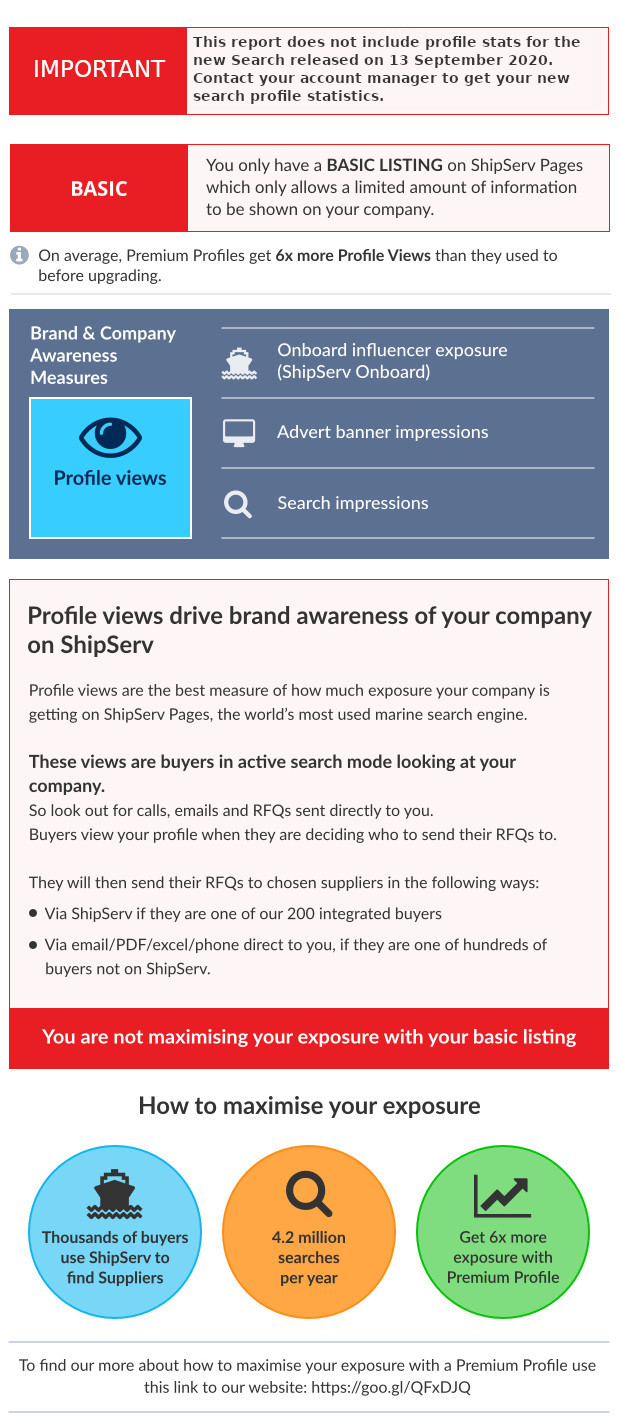 IMPORTANT
This report does not include profile stats for the
new Search released on 13 September 2020.
Contact your account manager to get your new
search profile statistics.
BASIC
You only have a BASIC LISTING on ShipServ Pages
which only allows a limited amount of information
to be shown on your company.
On average, Premium Profiles get 6x more Profile Views than they used to
before upgrading.
Brand & Company
Awareness
Measures
Profile views
Onboard influencer exposure
(ShipServ Onboard)
Advert banner impressions
Search impressions
Profile views drive brand awareness of your company
on ShipServ
Profile views are the best measure of how much exposure your company is
getting on ShipServ Pages, the world's most used marine search engine.
These views are buyers in active search mode looking at your
company.
So look out for calls, emails and RFQs sent directly to you.
Buyers view your profile when they are deciding who to send their RFQs to.
They will then send their RFQs to chosen suppliers in the following ways:
• Via ShipServ if they are one of our 200 integrated buyers
• Via email/PDF/excel/phone direct to you, if they are one of hundreds of
buyers not on ShipServ.
You are not maximising your exposure with your basic listing
How to maximise your exposure
Thousands of buyers
use ShipServ to
find Suppliers
4.2 million
searches
per year
Get 6x more
exposure with
Premium Profile
To find our more about how to maximise your exposure with a Premium Profile use
this link to our website: https://goo.gl/QFxDJQ